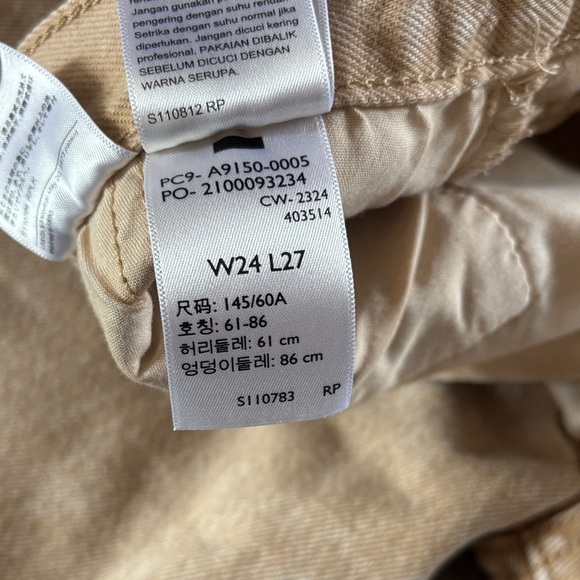 Jangan gunakan
pengering dengan suhu normal.
Setrika dengan suhu normal jika
diperlukan. Jangan dicuci kering
profesional. PAKAIAN DIBALIK
SEBELUM DICUCI DENGAN
WARNA SERUPA.
S110812 RP
PC9- A9150-0005
PO- 2100093234
CW- 2324
403514
W24 L27
尺码: 145/60A
호칭: 61-86
허리둘레: 61 cm
엉덩이둘레: 86 cm
S110783 RP